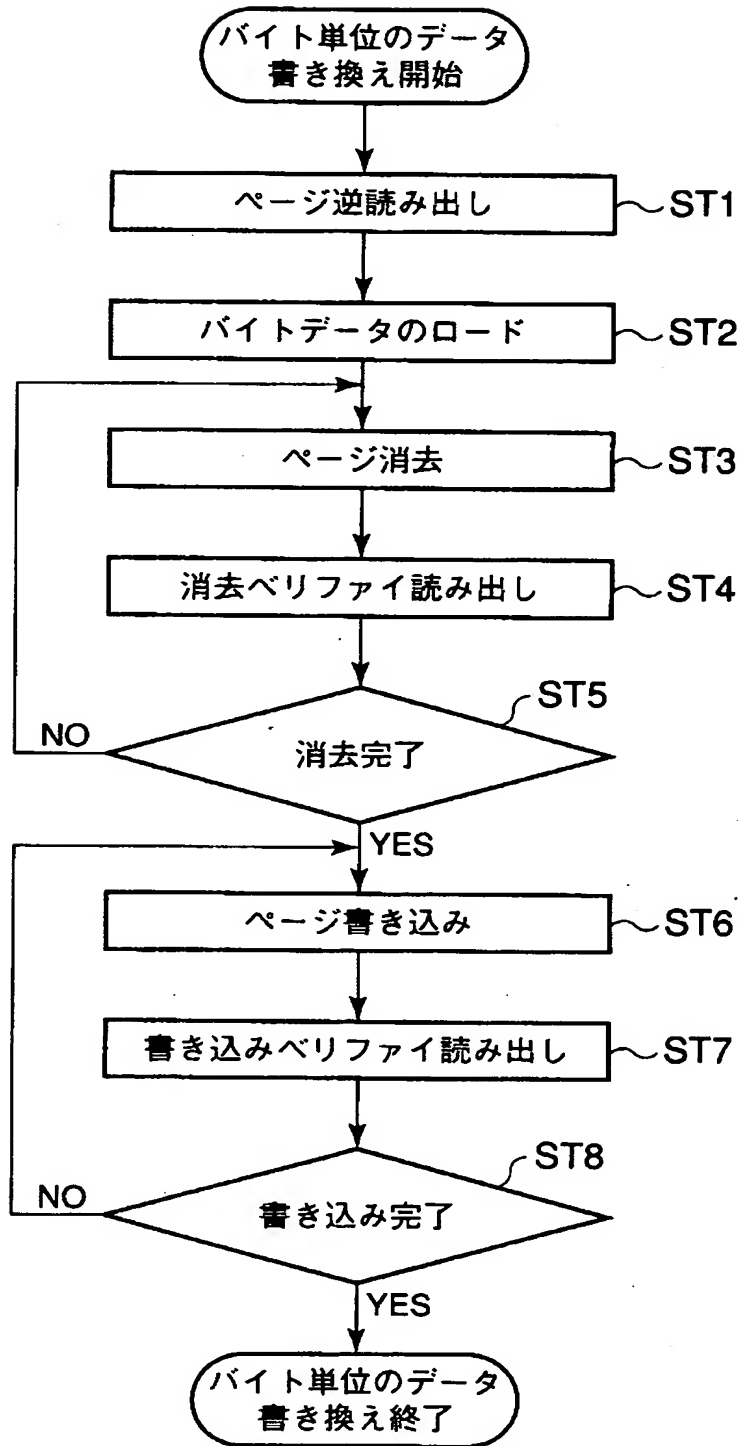 バイト単位のデータ
書き換え開始
ページ逆読み出し
ST1
バイトデータのロード
ST2
ページ消去
ST3
消去ベリファイ読み出し
ST4
ST5
NO
消去完了
YES
ページ書き込み
ST6
書き込みベリファイ読み出し
ST7
ST8
NO
書き込み完了
YES
バイト単位のデータ
書き換え終了